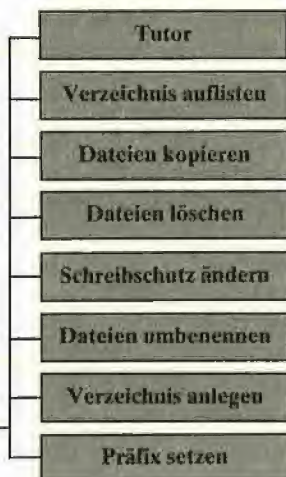 Tutor
Verzeichnis auflisten
Dateien kopieren
Dateien löschen
Schreibschutz ändern
Dateien umbenennen
Verzeichnis anlegen
Präfix setzen